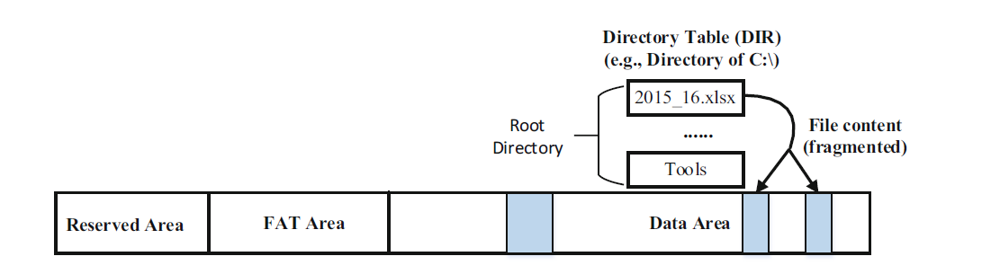 Directory Table (DIR)
(e.g., Directory of C:\)
2015_16.xlsx
......
Tools
Root
Directory
File content
(fragmented)
Reserved Area
FAT Area
Data Area